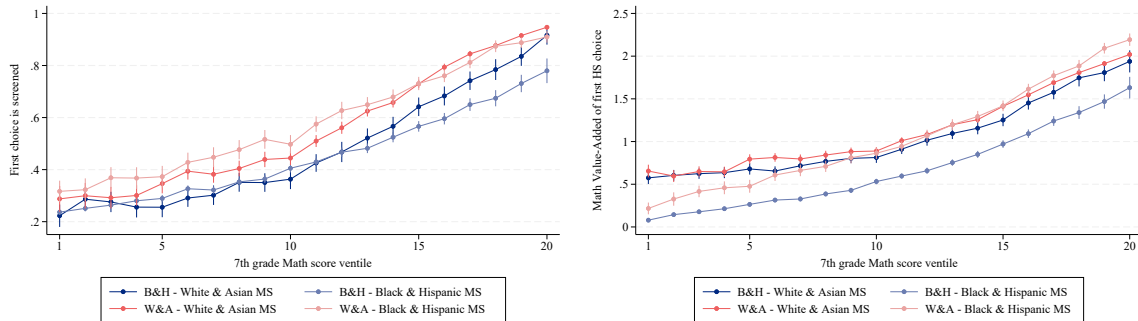 First choice is screened
1
.8
.6
.4
.2
1
5
10
15
20
7th grade Math score ventile
B&H - White & Asian MS
B&H - Black & Hispanic MS
W&A - White & Asian MS
W&A - Black & Hispanic MS
Math Value-Added of first HS choice
2.5
2
1.5
1
.5
0
1
5
10
15
20
7th grade Math score ventile
B&H - White & Asian MS
B&H - Black & Hispanic MS
W&A - White & Asian MS
W&A - Black & Hispanic MS